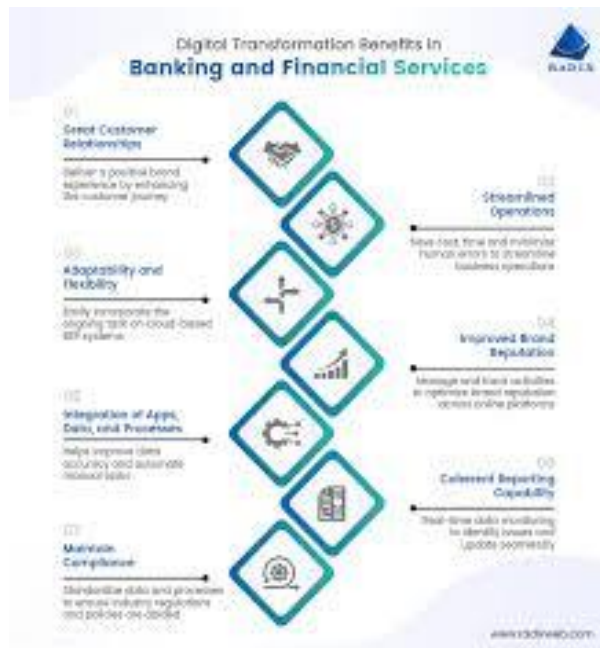 Digital Transformation Benefits in
Banking and Financial Services
RADIX
01
Great Customer
Relationships
Deliver a positive brand
experience by enhancing
the customer journey
02
Streamlined
Operations
Save cost, time and minimize
human errors to streamline
business operations
03
Adaptability and
Flexibility
Easily incorporate the
ongoing task on cloud-based
ERP systems
04
Improved Brand
Reputation
Manage and track activities
to optimize brand reputation
across online platforms
05
Integration of Apps,
Data, and Processes
Helps improve data
accuracy and automate
manual tasks
06
Coherent Reporting
Capability
Real-time data monitoring
to identify issues and
update seamlessly
07
Maintain
Compliance
Standardize data and processes
to ensure industry regulations
and policies are abided
www.radixweb.com